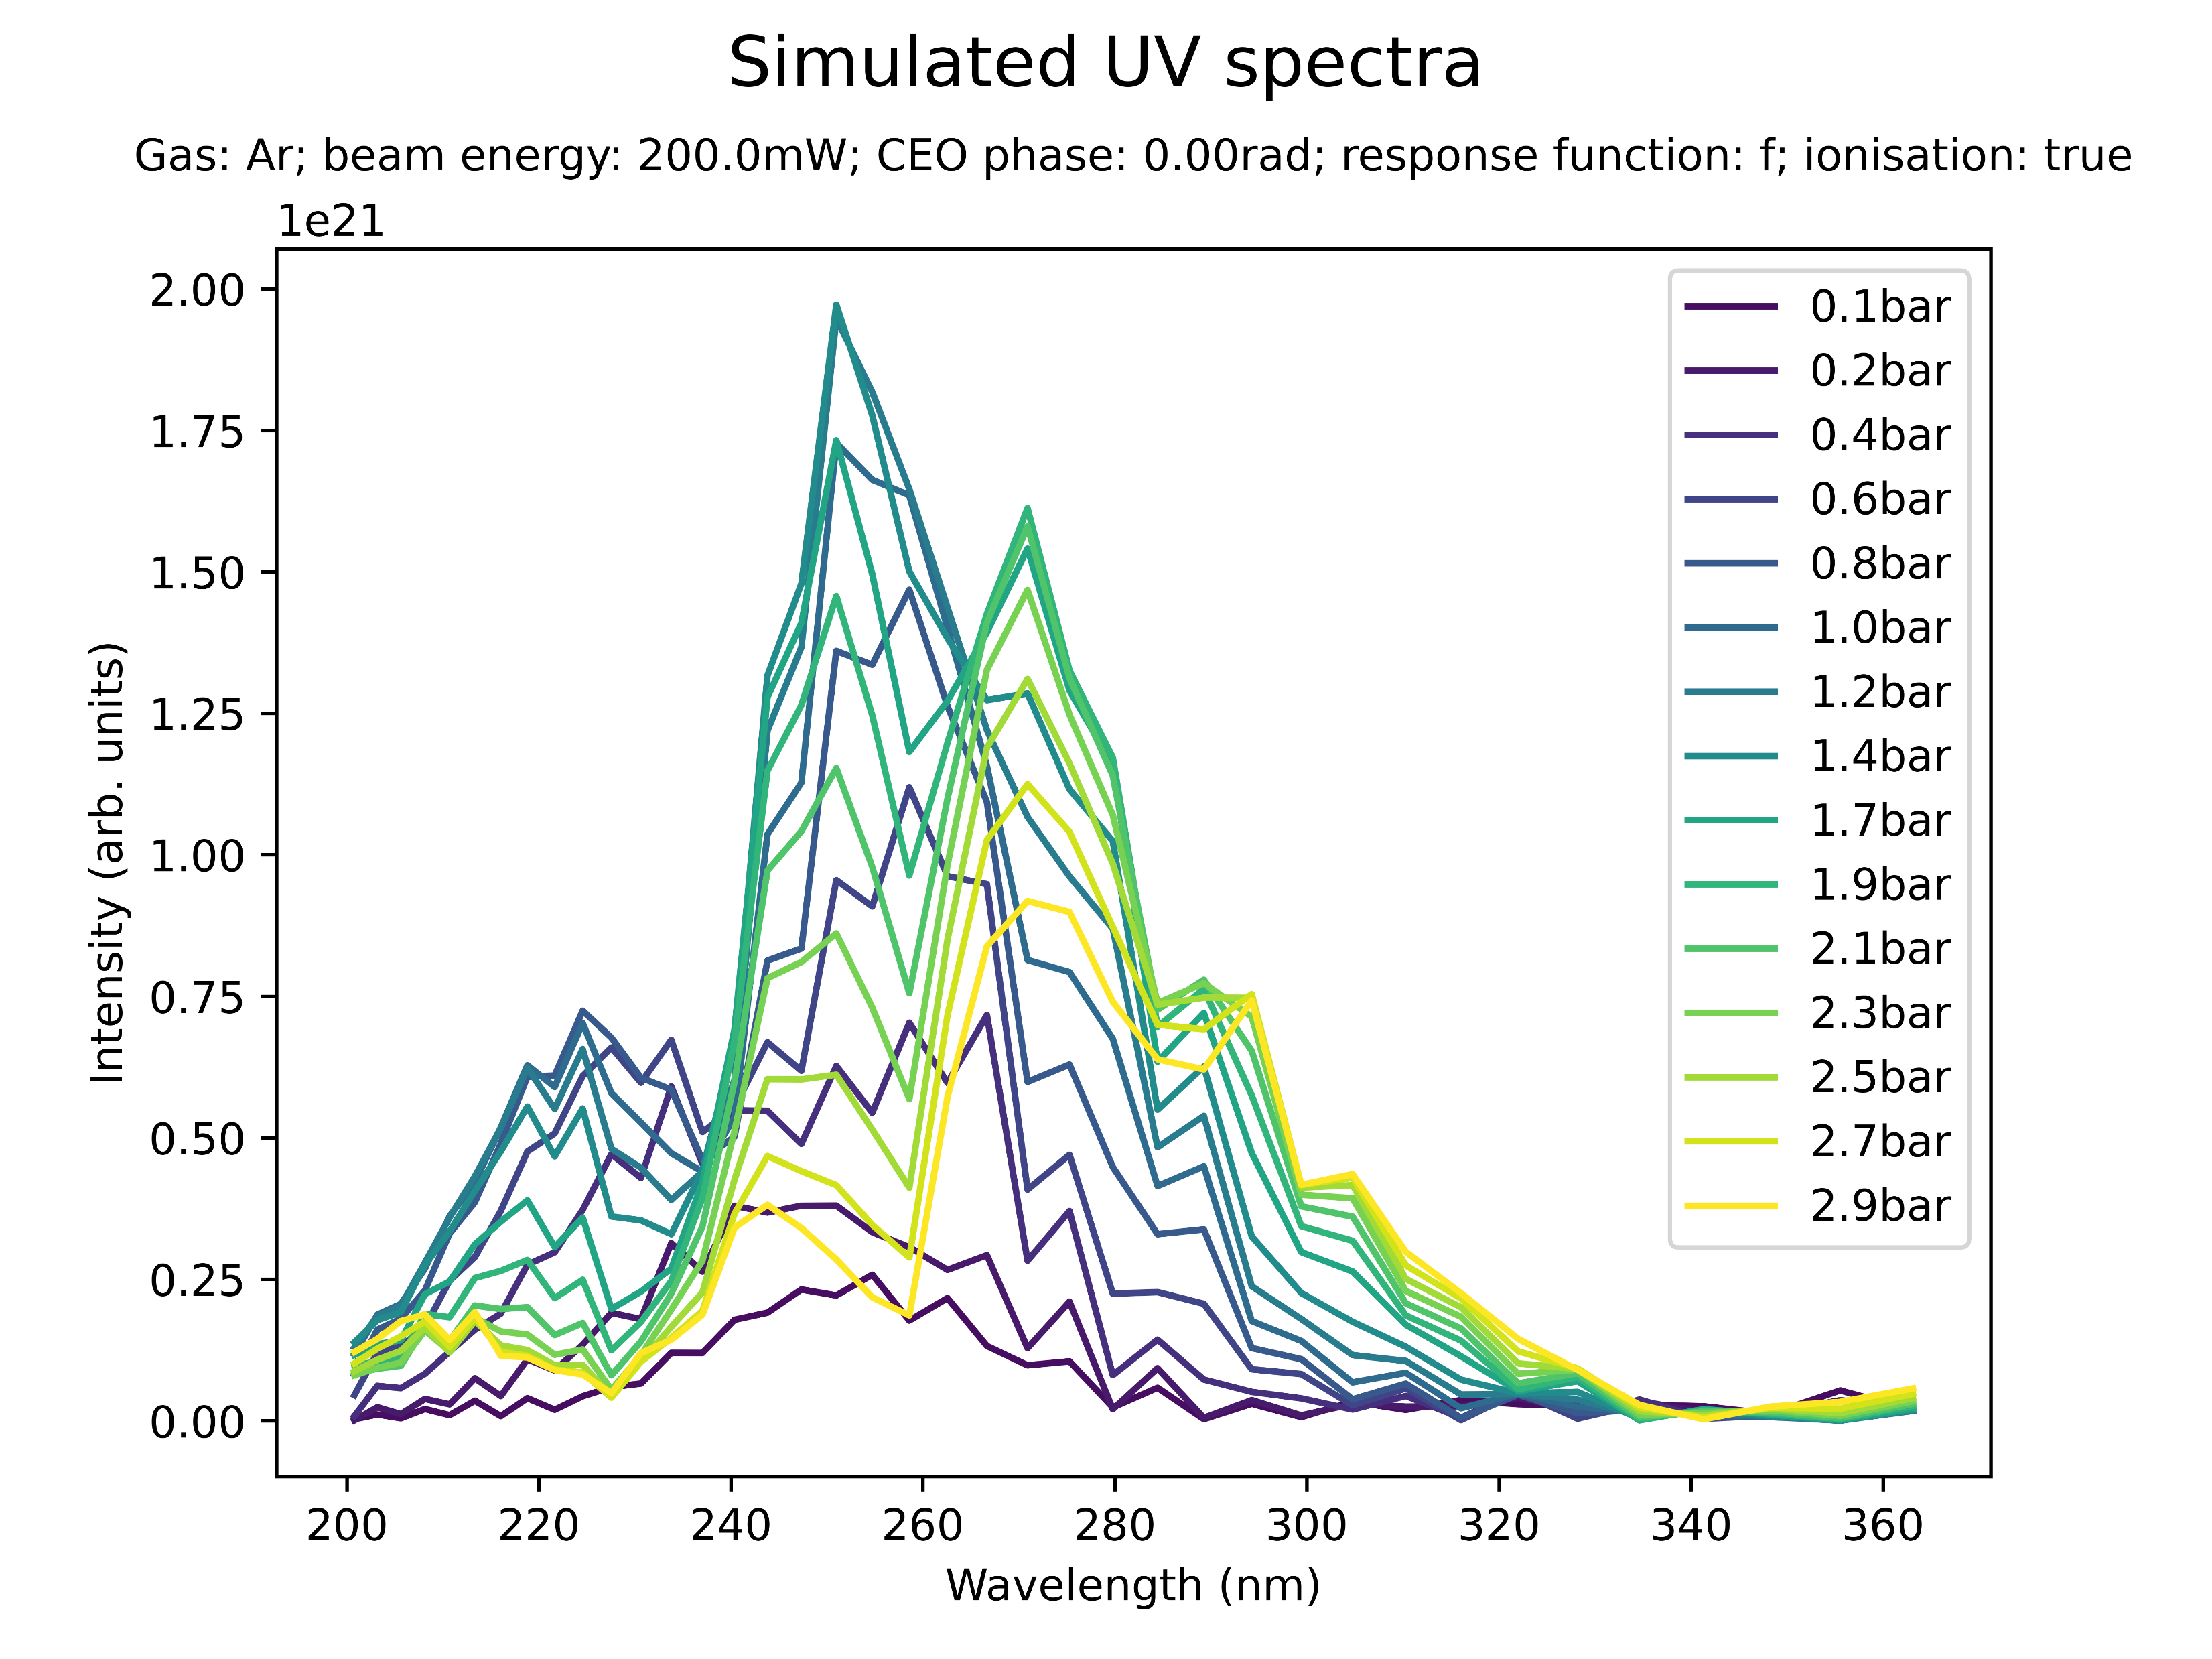 Simulated UV spectra
Gas: Ar; beam energy: 200.0mW; CEO phase: 0.00rad; response function: f; ionisation: true
1e21
2.00
1.75
1.50
1.25
1.00
0.75
0.50
0.25
0.00
Intensity (arb. units)
200 220 240 260 280 300 320 340 360
Wavelength (nm)
0.1bar
0.2bar
0.4bar
0.6bar
0.8bar
1.0bar
1.2bar
1.4bar
1.7bar
1.9bar
2.1bar
2.3bar
2.5bar
2.7bar
2.9bar